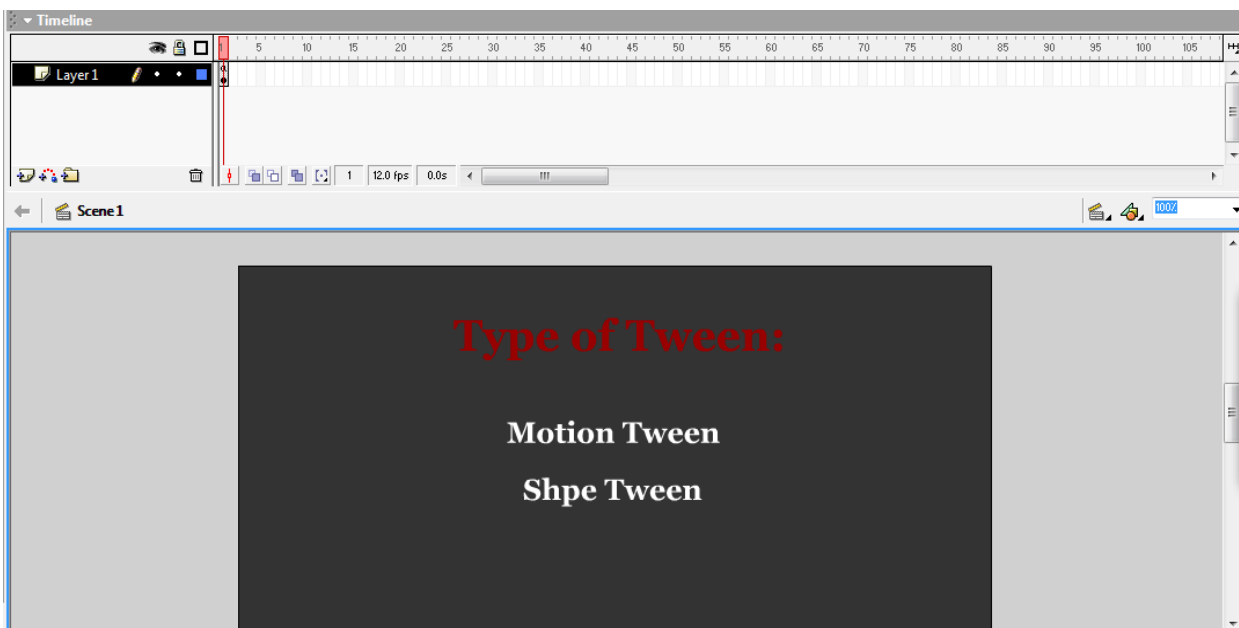 Timeline
1 5 10 15 20 25 30 35 40 45 50 55 60 65 70 75 80 85 90 95 100 105
Layer 1
1 12.0 fps 0.0s
Scene 1
100%
Type of Tween:
Motion Tween
Shpe Tween